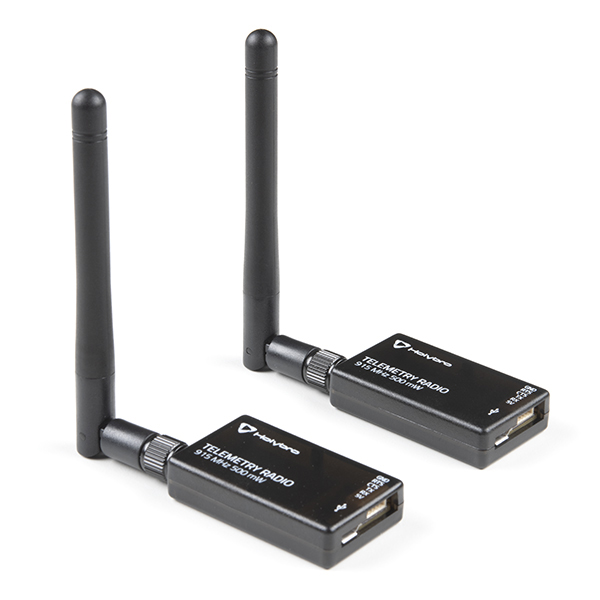 Holybro
TELEMETRY RADIO
915 MHz 500 mW
Holybro
TELEMETRY RADIO
915 MHz 500 mW